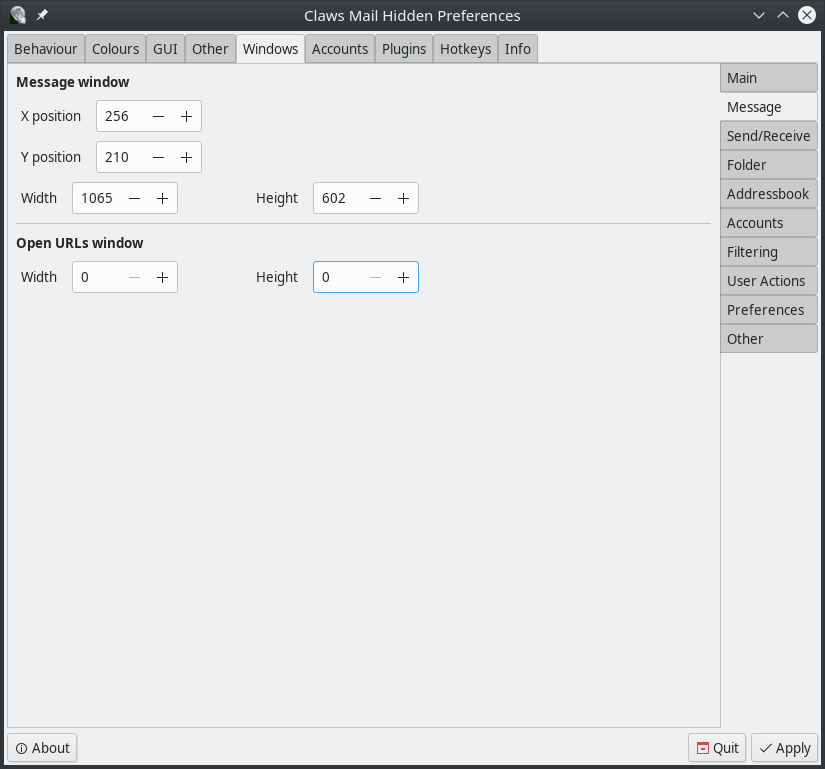 Claws Mail Hidden Preferences
Behaviour Colours GUI Other Windows Accounts Plugins Hotkeys Info
Message window
X position 256
Y position 210
Width 1065 Height 602
Open URLs window
Width 0 Height 0
Main
Message
Send/Receive
Folder
Addressbook
Accounts
Filtering
User Actions
Preferences
Other
About Quit Apply